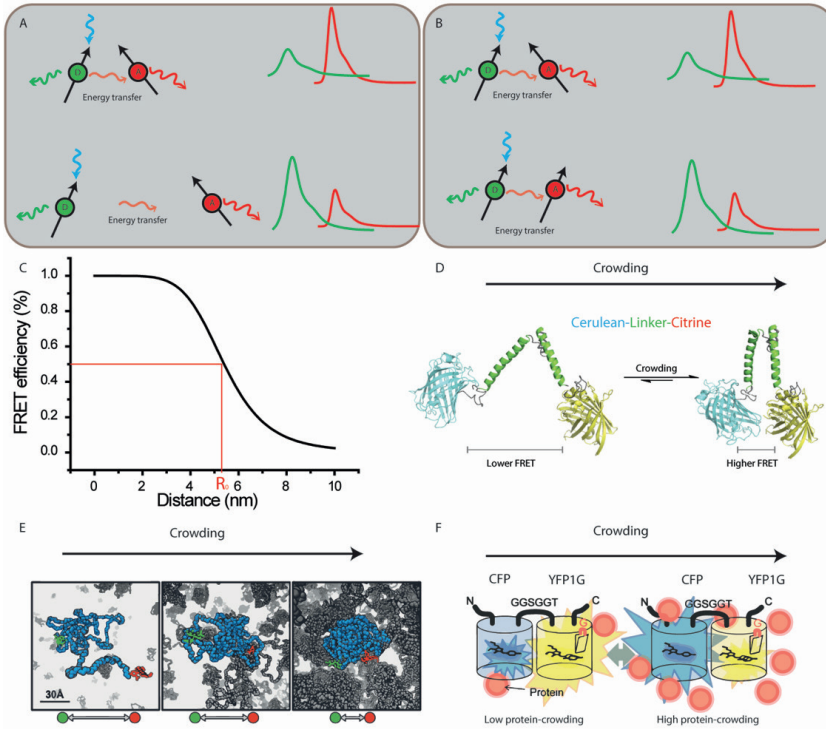 A
D
A
Energy transfer
D
A
Energy transfer
B
D
A
Energy transfer
D
A
Energy transfer
C
FRET efficiency (%)
1.0
0.8
0.6
0.4
0.2
0.0
0
2
4
6
8
10
R₀
Distance (nm)
D
Crowding
Cerulean-Linker-Citrine
Crowding
Lower FRET
Higher FRET
E
Crowding
30Å
F
Crowding
CFP
YFP1G
CFP
YFP1G
N
GGSGGT
C
N
GGSGGT
C
G
G
Protein
Low protein-crowding
High protein-crowding